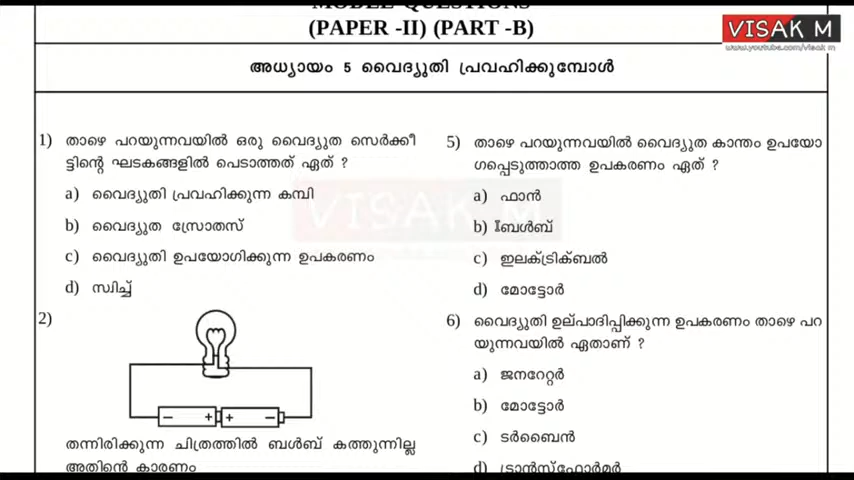 MODEL QUESTIONS
(PAPER -II) (PART -B)
VISAK M
www.youtube.com/visak m
അധ്യായം 5 വൈദ്യുതി പ്രവഹിക്കുമ്പോൾ
1) താഴെ പറയുന്നവയിൽ ഒരു വൈദ്യുത സെർക്കീ
ട്ടിന്റെ ഘടകങ്ങളിൽ പെടാത്തത് ഏത് ?
a) വൈദ്യുതി പ്രവഹിക്കുന്ന കമ്പി
b) വൈദ്യുത സ്രോതസ്
c) വൈദ്യുതി ഉപയോഗിക്കുന്ന ഉപകരണം
d) സ്വിച്ച്
2)
− + + −
തന്നിരിക്കുന്ന ചിത്രത്തിൽ ബൾബ് കത്തുന്നില്ല
അതിന്റെ കാരണം
5) താഴെ പറയുന്നവയിൽ വൈദ്യുത കാന്തം ഉപയോ
ഗപ്പെടുത്താത്ത ഉപകരണം ഏത് ?
a) ഫാൻ
b) ബൾബ്
c) ഇലക്ട്രിക്ബൽ
d) മോട്ടോർ
6) വൈദ്യുതി ഉല്പാദിപ്പിക്കുന്ന ഉപകരണം താഴെ പറ
യുന്നവയിൽ ഏതാണ് ?
a) ജനറേറ്റർ
b) മോട്ടോർ
c) ടർബൈൻ
d) ട്രാൻസ്ഫോർമർ
VISAK M